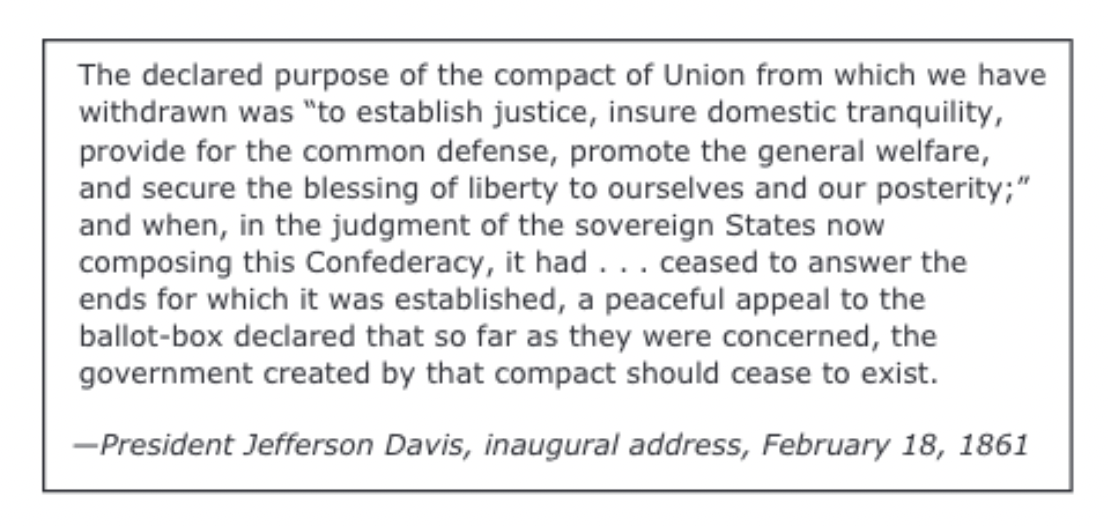 The declared purpose of the compact of Union from which we have
withdrawn was “to establish justice, insure domestic tranquility,
provide for the common defense, promote the general welfare,
and secure the blessing of liberty to ourselves and our posterity;”
and when, in the judgment of the sovereign States now
composing this Confederacy, it had . . . ceased to answer the
ends for which it was established, a peaceful appeal to the
ballot-box declared that so far as they were concerned, the
government created by that compact should cease to exist.
—President Jefferson Davis, inaugural address, February 18, 1861